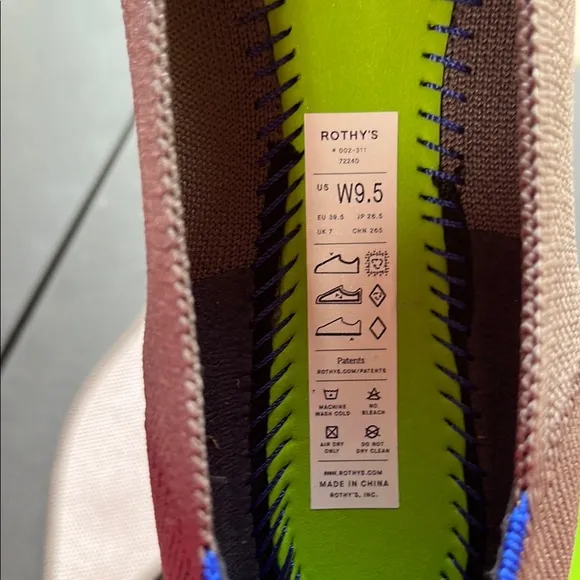 ROTHY'S
# 002-311
72240
US W9.5
EU 39.5 JP 26.5
UK 7 CHN 265
Patents
ROTHYS.COM/PATENTS
MACHINE WASH COLD
NO BLEACH
AIR DRY ONLY
DO NOT DRY CLEAN
WWW.ROTHYS.COM
MADE IN CHINA
ROTHY'S, INC.